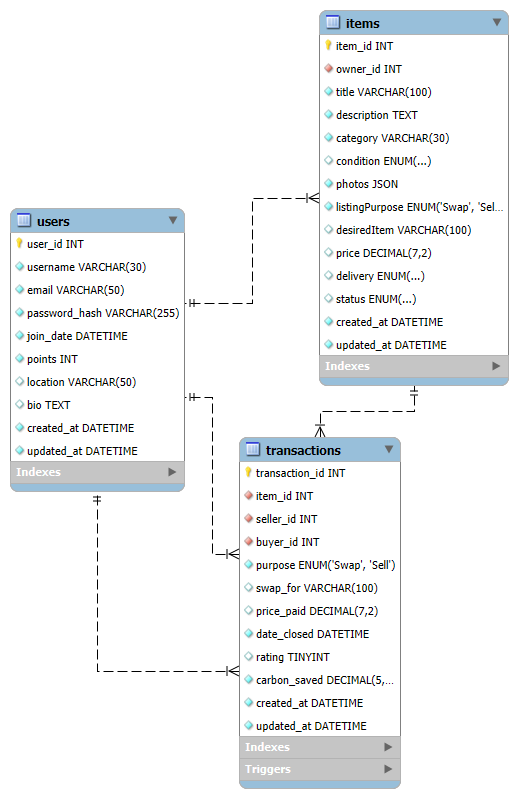 items
item_id INT
owner_id INT
title VARCHAR(100)
description TEXT
category VARCHAR(30)
condition ENUM(...)
photos JSON
listingPurpose ENUM('Swap', 'Sel...
desiredItem VARCHAR(100)
price DECIMAL(7,2)
delivery ENUM(...)
status ENUM(...)
created_at DATETIME
updated_at DATETIME
Indexes
users
user_id INT
username VARCHAR(30)
email VARCHAR(50)
password_hash VARCHAR(255)
join_date DATETIME
points INT
location VARCHAR(50)
bio TEXT
created_at DATETIME
updated_at DATETIME
Indexes
transactions
transaction_id INT
item_id INT
seller_id INT
buyer_id INT
purpose ENUM('Swap', 'Sell')
swap_for VARCHAR(100)
price_paid DECIMAL(7,2)
date_closed DATETIME
rating TINYINT
carbon_saved DECIMAL(5,...
created_at DATETIME
updated_at DATETIME
Indexes
Triggers